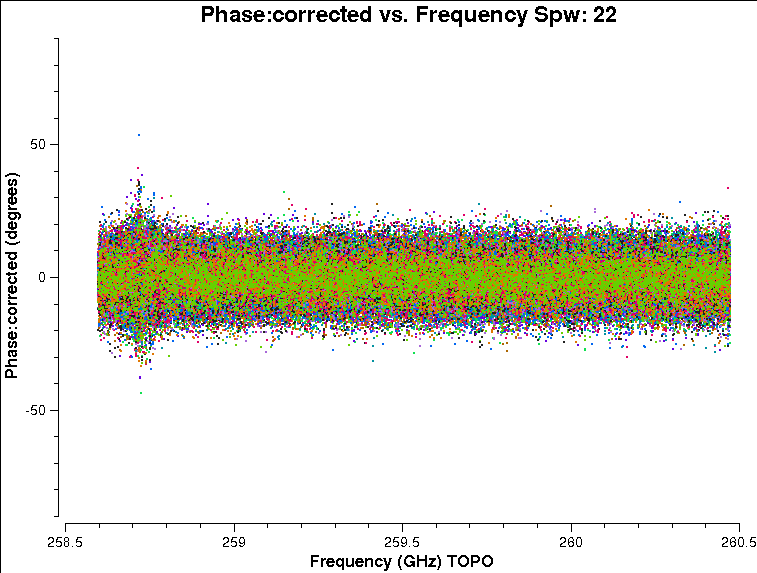 Phase:corrected vs. Frequency Spw: 22
Phase:corrected (degrees)
50
0
-50
258.5
259
259.5
260
260.5
Frequency (GHz) TOPO